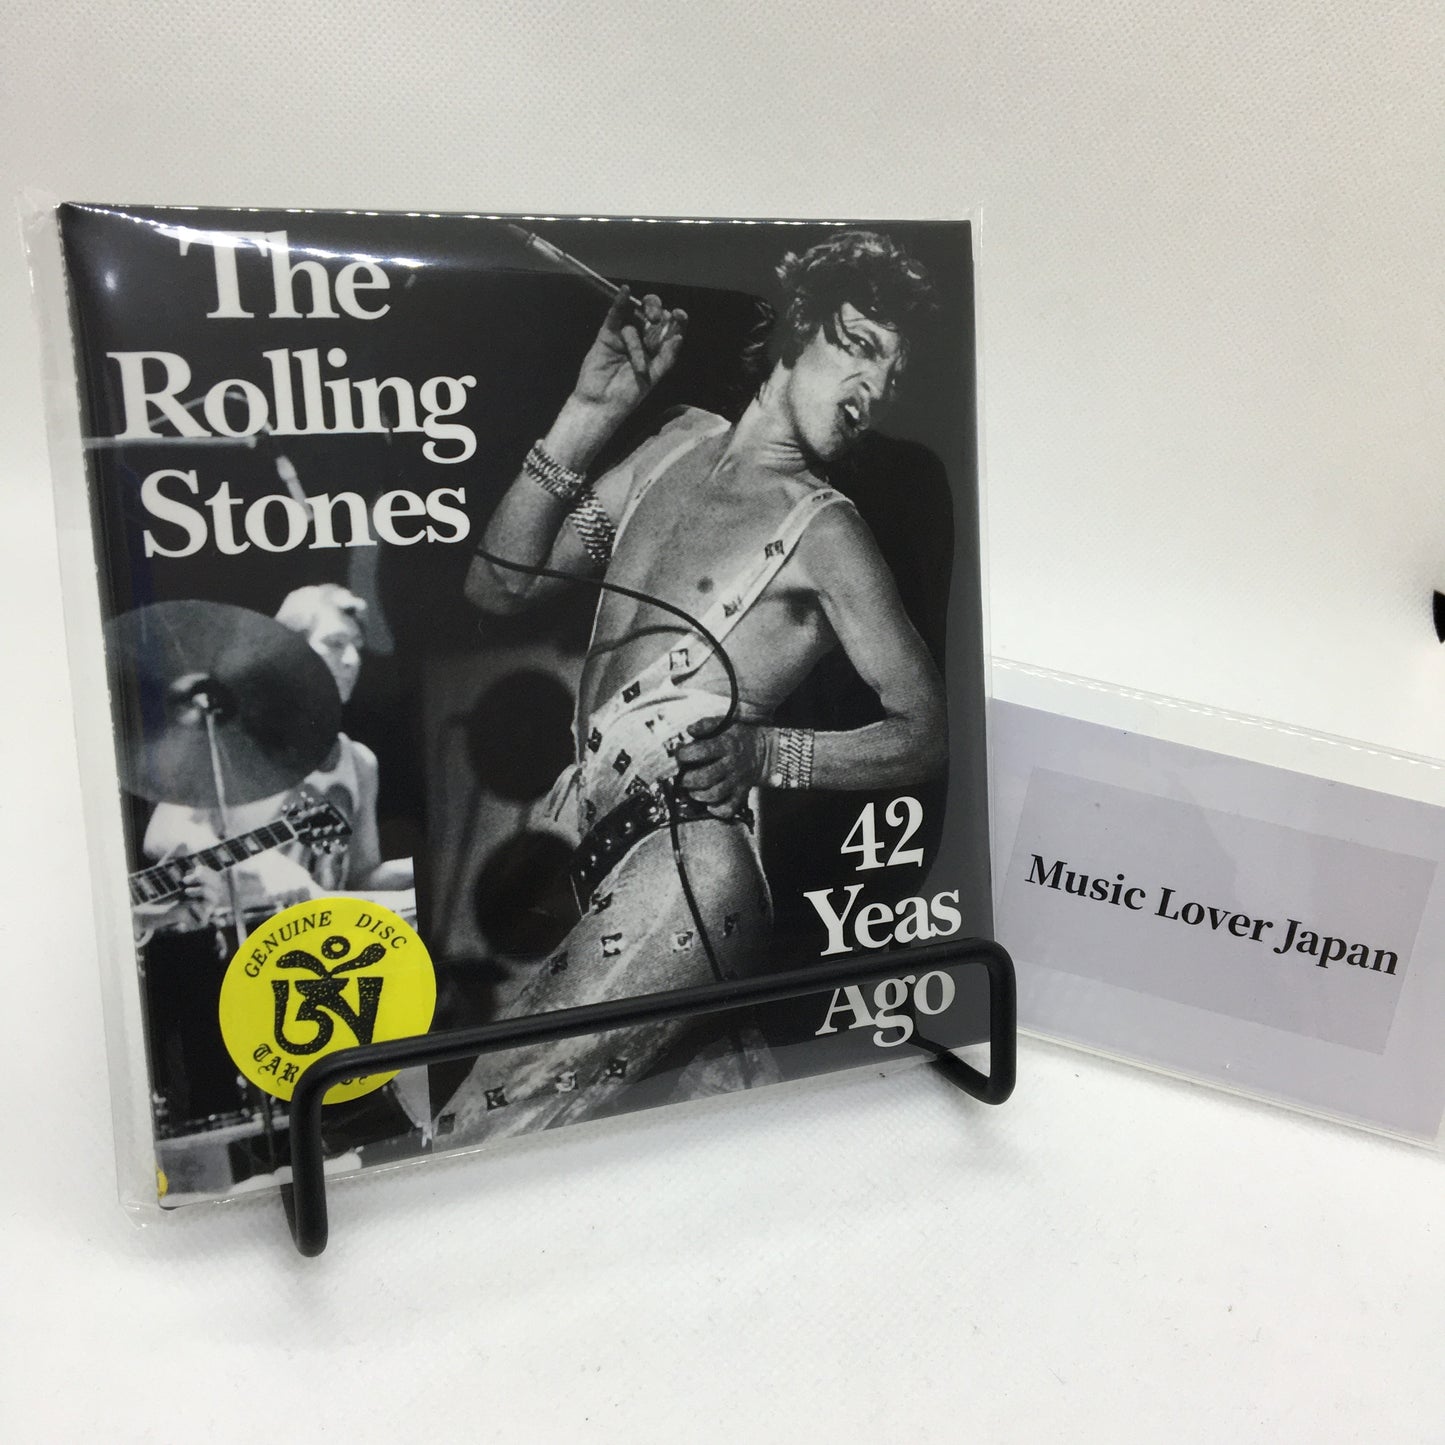 The
Rolling
Stones
42
Yeas
Ago
GENUINE DISC
Music Lover Japan